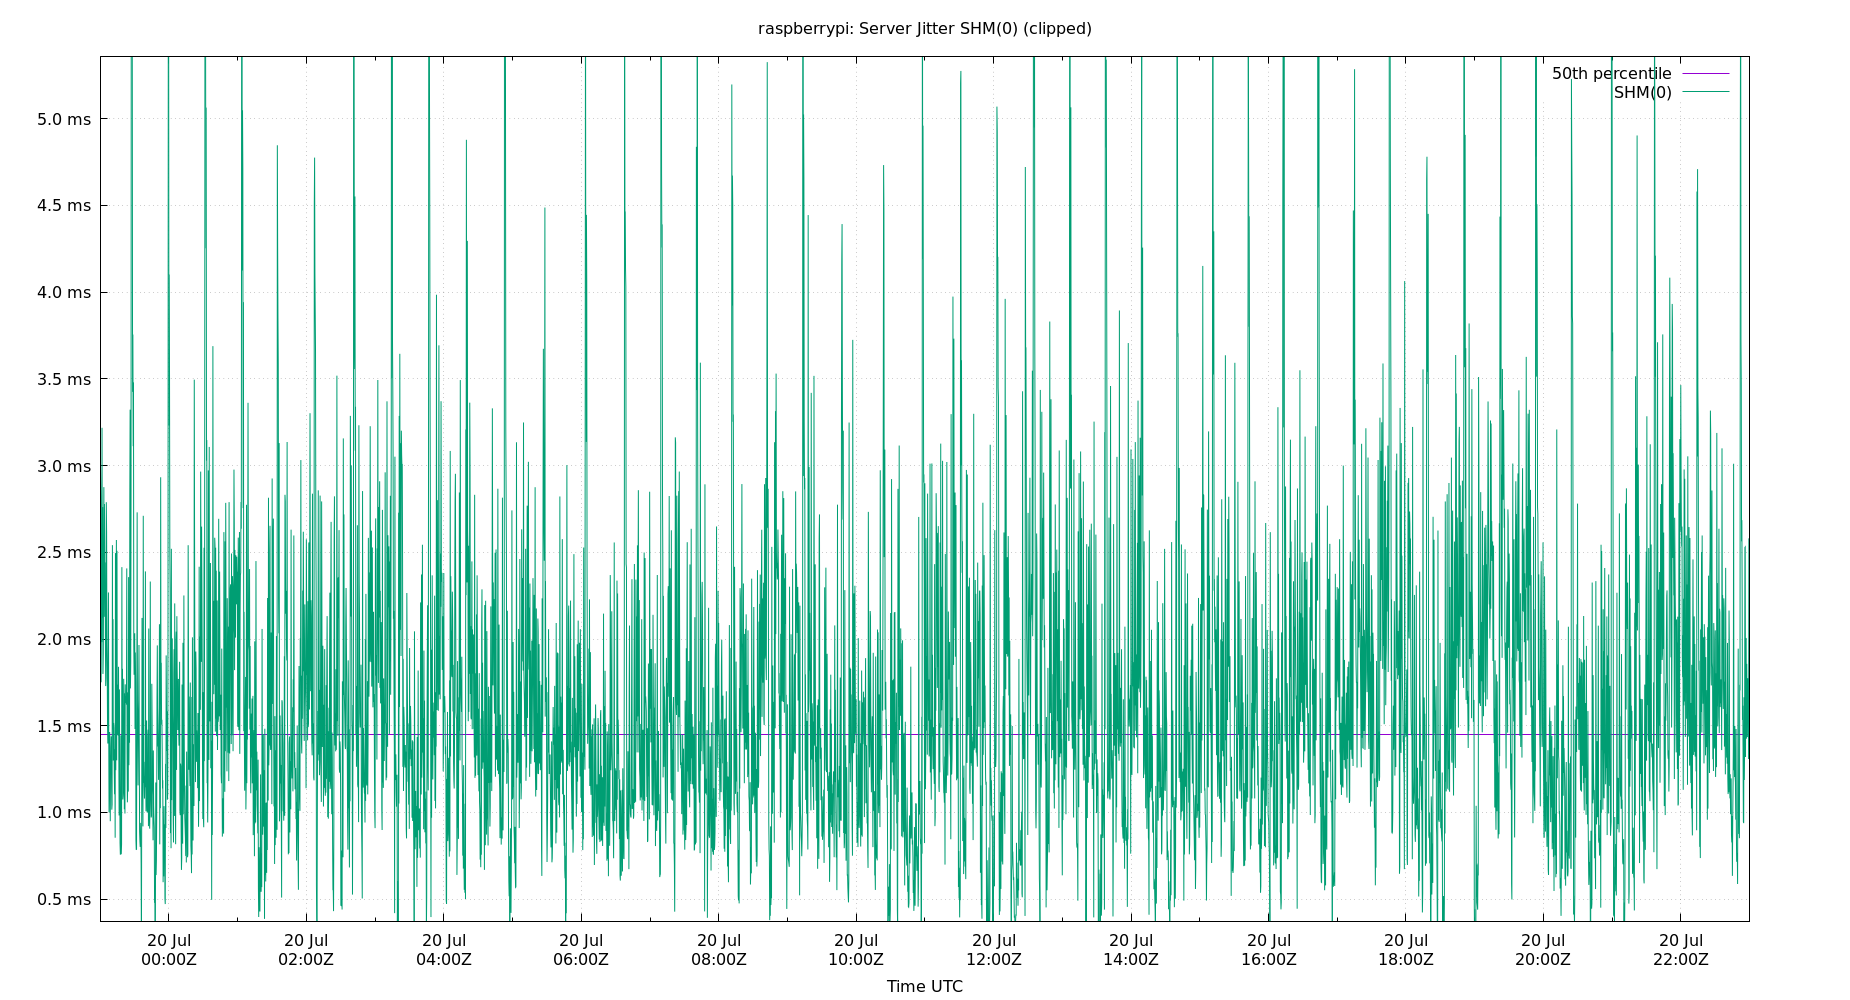 raspberrypi: Server Jitter SHM(0) (clipped)
50th percentile
SHM(0)
5.0 ms
4.5 ms
4.0 ms
3.5 ms
3.0 ms
2.5 ms
2.0 ms
1.5 ms
1.0 ms
0.5 ms
20 Jul 20 Jul 20 Jul 20 Jul 20 Jul 20 Jul 20 Jul 20 Jul 20 Jul 20 Jul 20 Jul 20 Jul
00:00Z 02:00Z 04:00Z 06:00Z 08:00Z 10:00Z 12:00Z 14:00Z 16:00Z 18:00Z 20:00Z 22:00Z
Time UTC